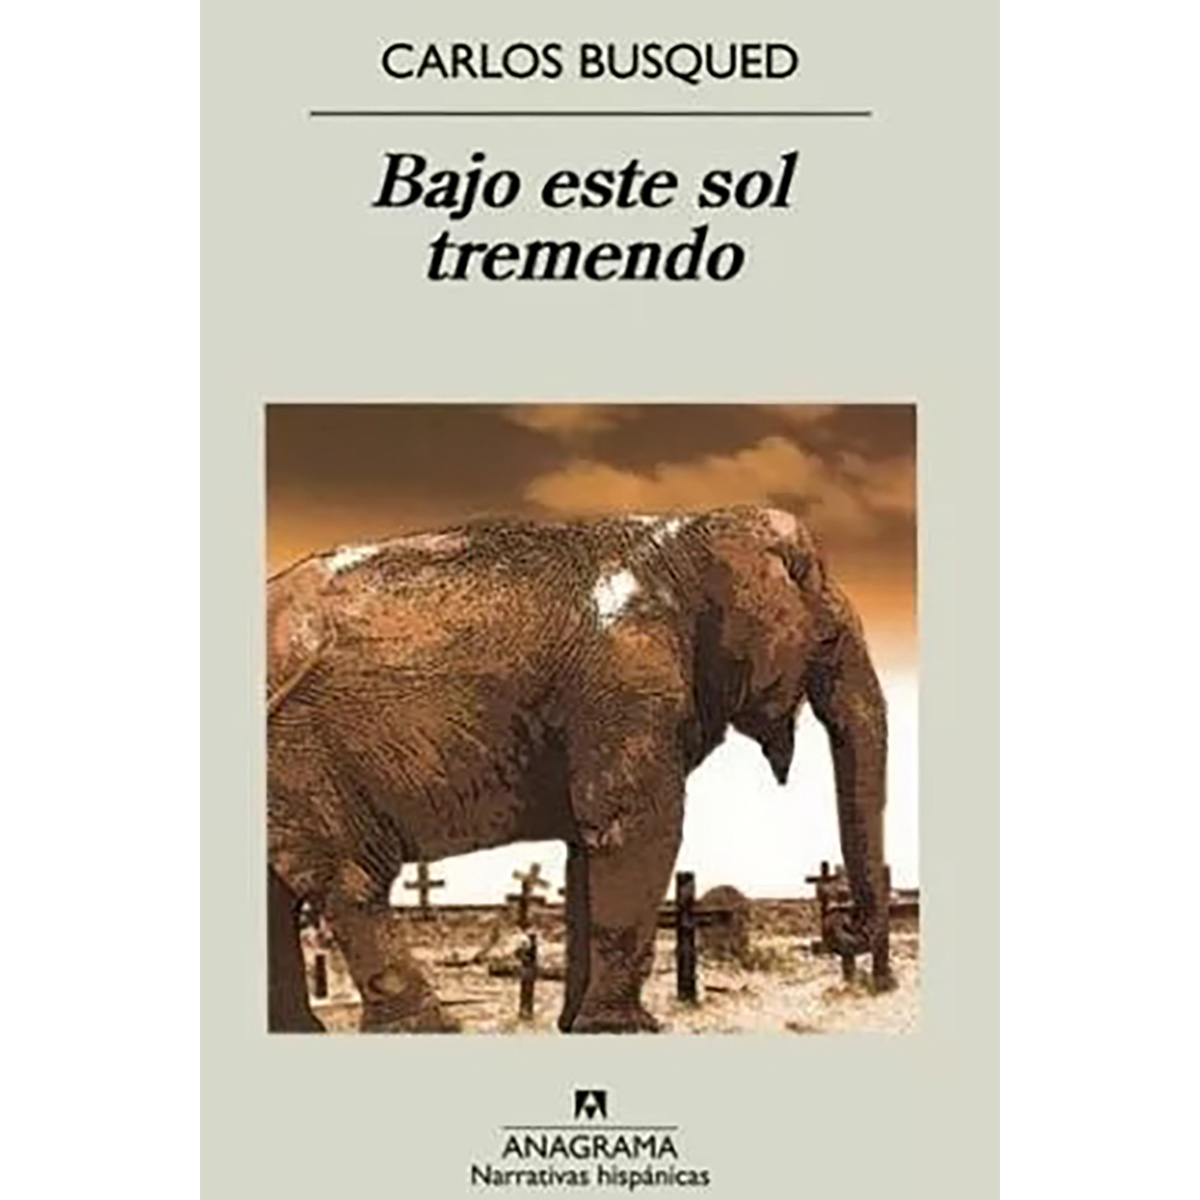 CARLOS BUSQUED
Bajo este sol
tremendo
ANAGRAMA
Narrativas hispánicas